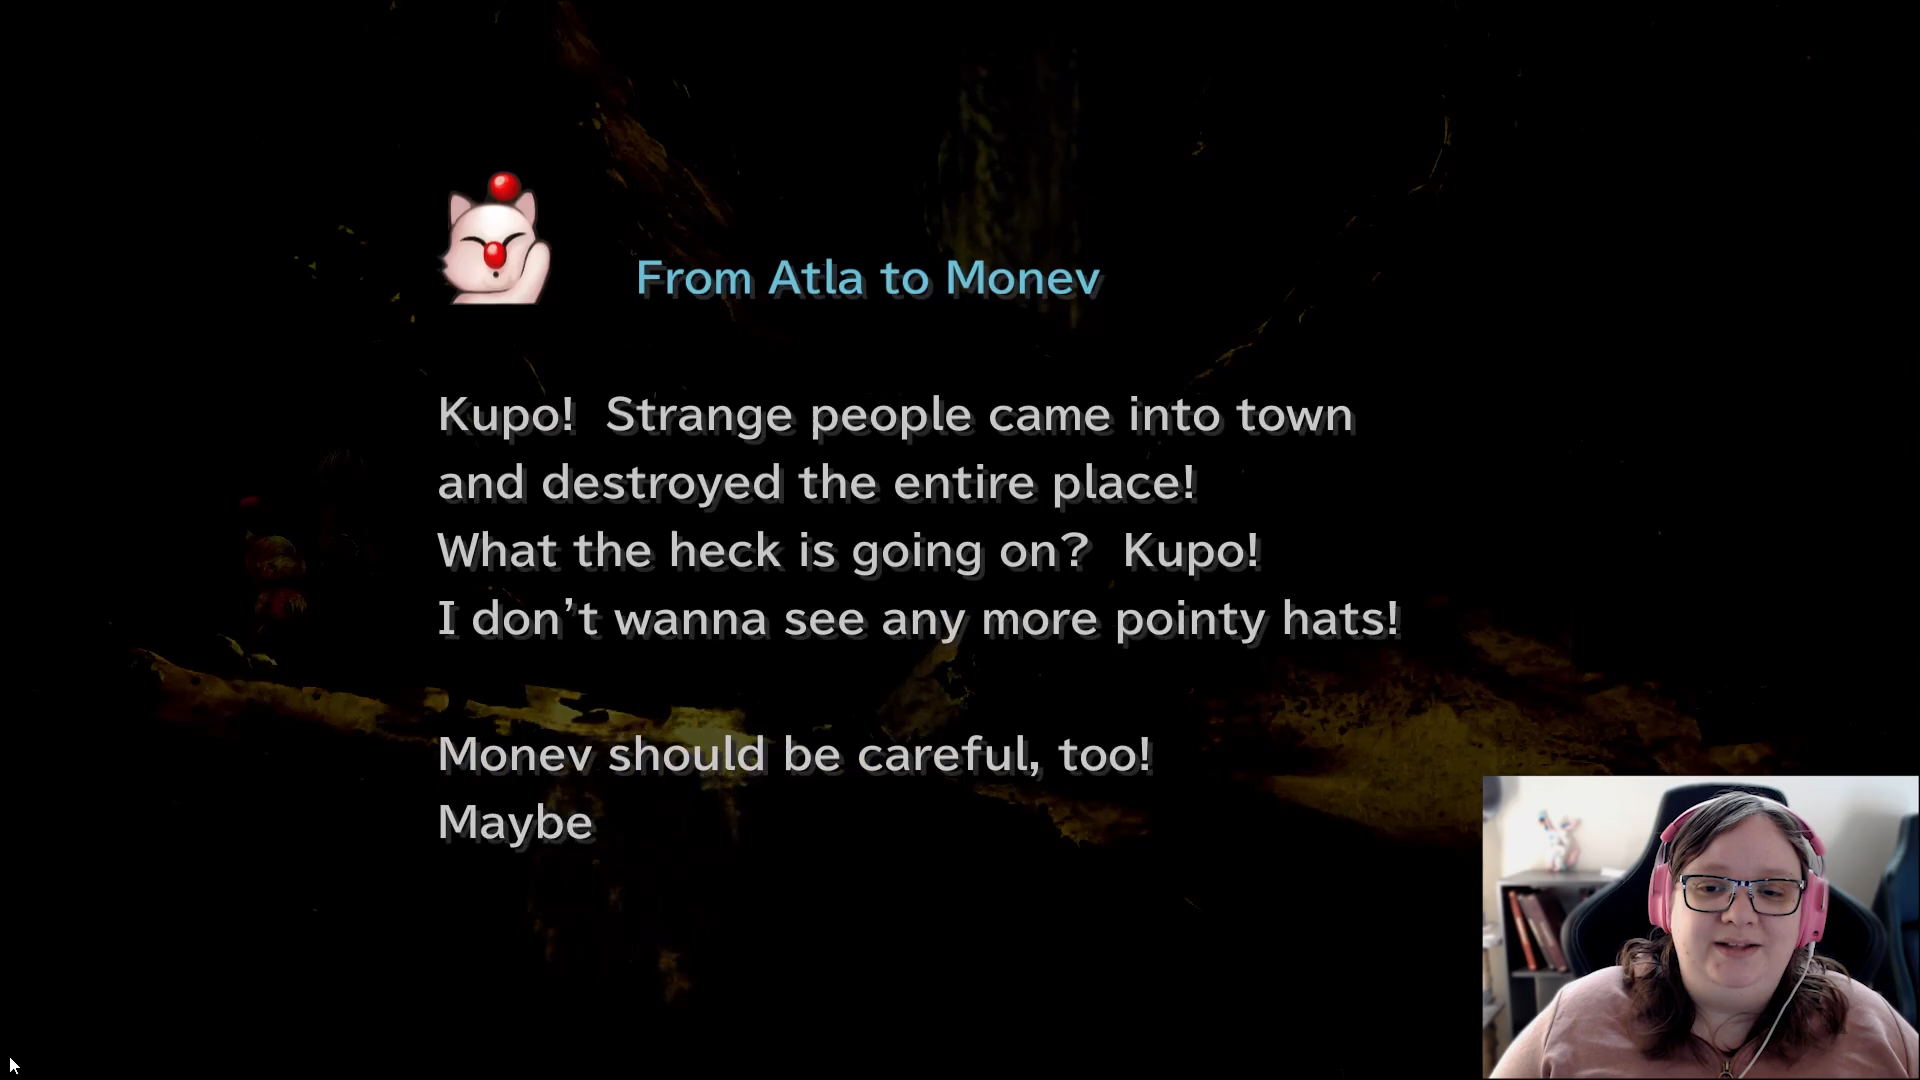 From Atla to Monev
Kupo! Strange people came into town
and destroyed the entire place!
What the heck is going on? Kupo!
I don't wanna see any more pointy hats!
Monev should be careful, too!
Maybe